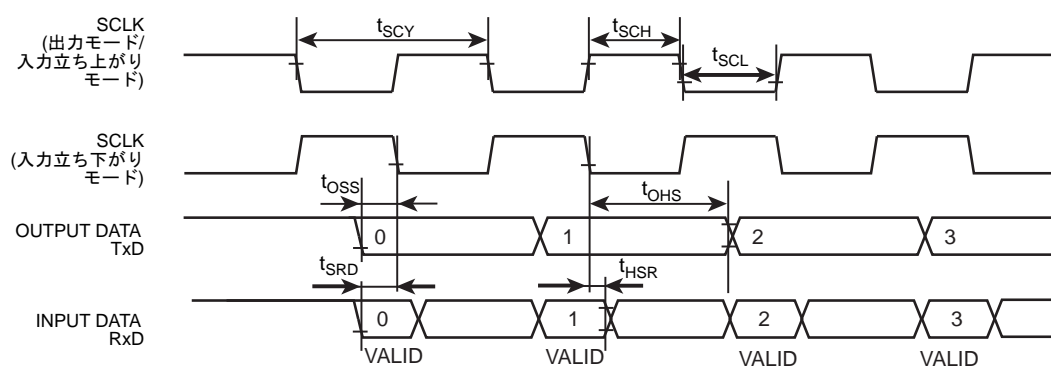 SCLK
(出力モード/
入力立ち上がり
モード)
tSCY
tSCH
tSCL
SCLK
(入力立ち下がり
モード)
tOSS
tOHS
OUTPUT DATA
TxD
0
1
2
3
tSRD
tHSR
INPUT DATA
RxD
0
1
2
3
VALID
VALID
VALID
VALID